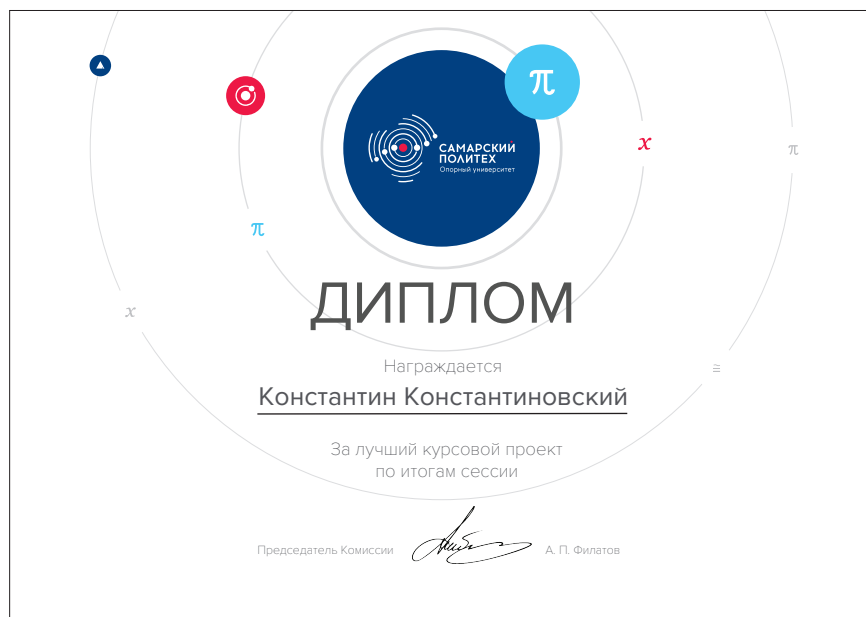 π
САМАРСКИЙ
ПОЛИТЕХ
Опорный университет
x
π
π
x
ДИПЛОМ
Награждается
≅
Константин Константиновский
За лучший курсовой проект
по итогам сессии
Председатель Комиссии
А. П. Филатов